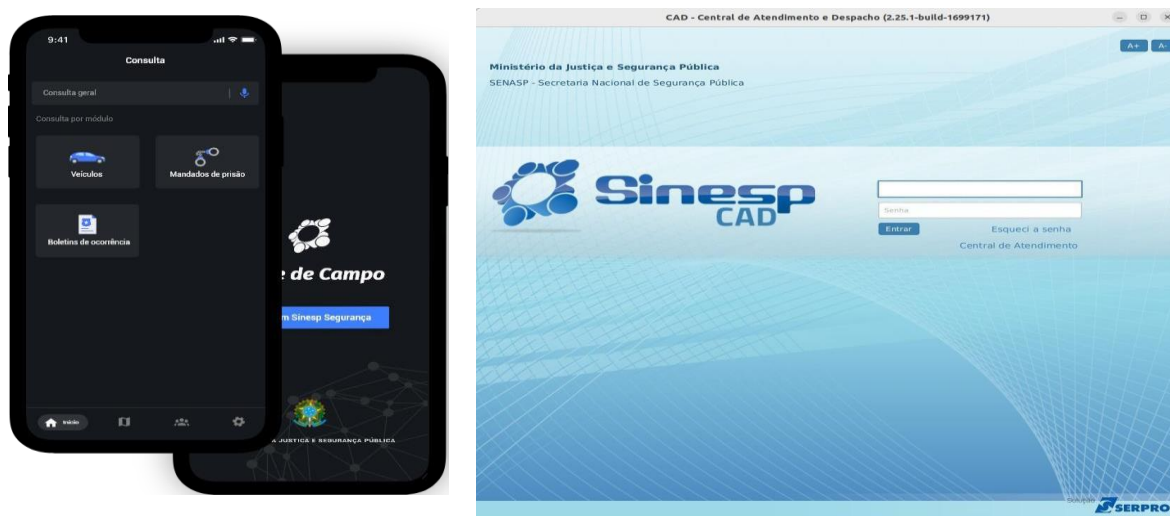 9:41
Consulta
Consulta geral
Consulta por módulo
Veículos
Mandados de prisão
Boletins de ocorrência
Início
de Campo
Sinesp Segurança
JUSTIÇA E SEGURANÇA PÚBLICA
CAD - Central de Atendimento e Despacho (2.25.1-build-1699171)
A+ A-
Ministério da Justiça e Segurança Pública
SENASP - Secretaria Nacional de Segurança Pública
Sinesp
CAD
Senha
Entrar
Esqueci a senha
Central de Atendimento
Solução
SERPRO